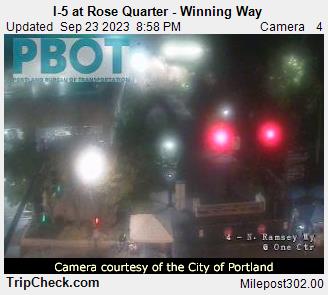 I-5 at Rose Quarter - Winning Way
Updated Sep 23 2023 8:58 PM Camera 4
PBOT
PORTLAND BUREAU OF TRANSPORTATION
4 - N. Ramsey Wy
@ One Ctr
Camera courtesy of the City of Portland
TripCheck.com Milepost302.00